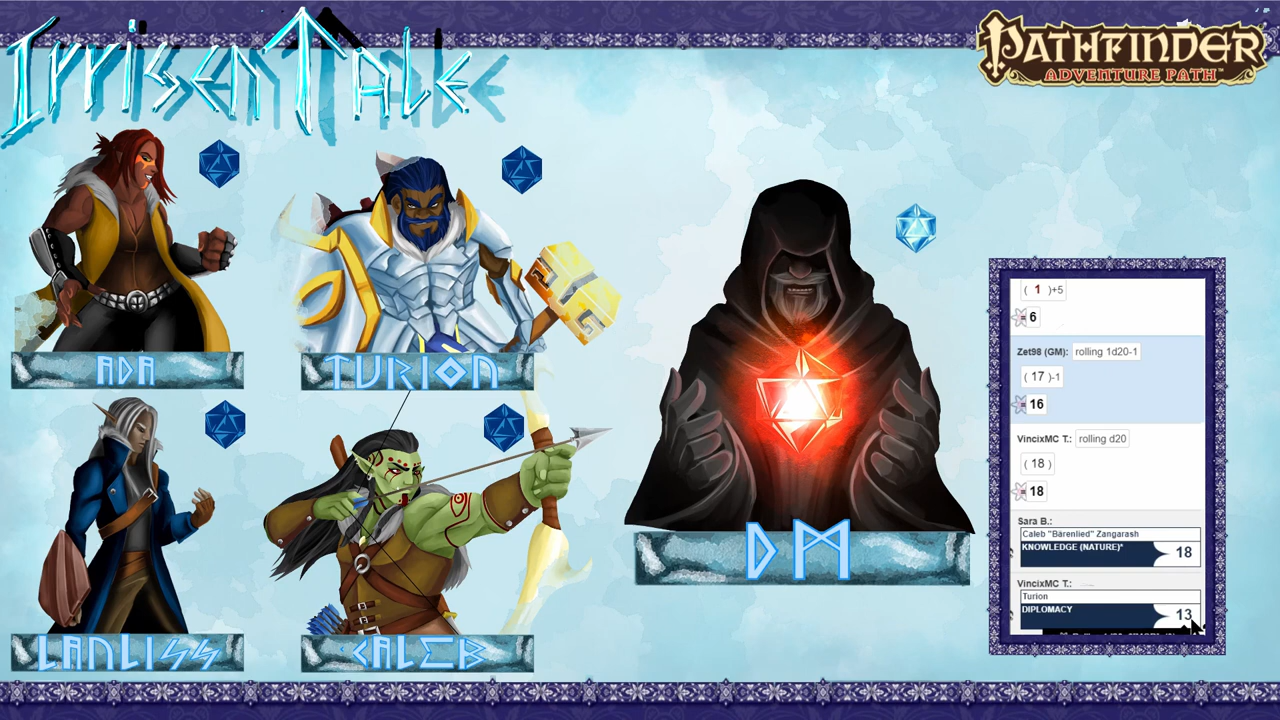 IrrisenTale
PATHFINDER
ADVENTURE PATH™
ADA
TURION
LANLISS
CALEB
DM
( 1 )+5
= 6
Zet98 (GM): rolling 1d20-1
( 17 )-1
= 16
VincixMC T.: rolling d20
( 18 )
= 18
Sara B.:
Caleb "Bärenlied" Zangarash
KNOWLEDGE (NATURE)* 18
VincixMC T.:
Turion
DIPLOMACY 13